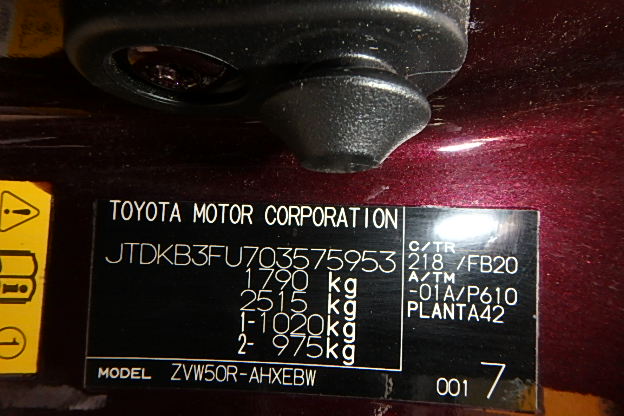 TOYOTA MOTOR CORPORATION
JTDKB3FU703575953
1790 kg
2515 kg
1-1020kg
2- 975kg
C/TR
218 /FB20
A/TM
-01A/P610
PLANTA42
MODEL ZVW50R-AHXEBW
001 7
1